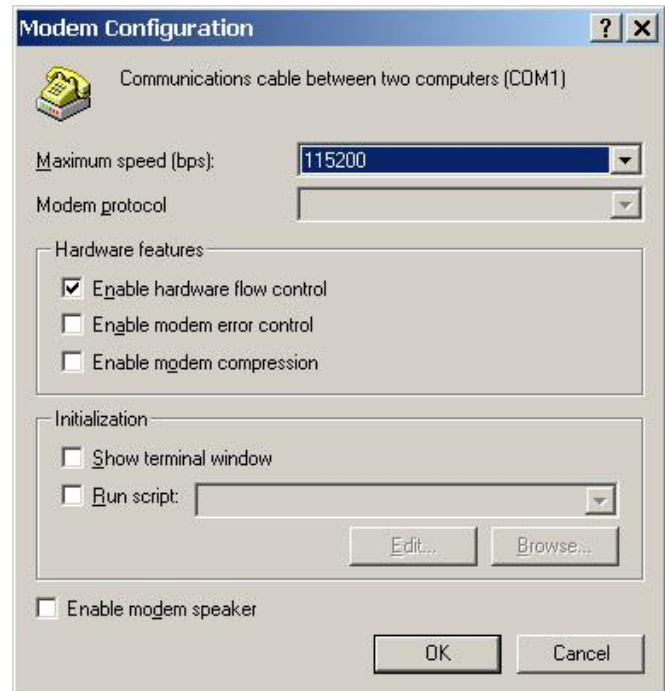 Modem Configuration
Communications cable between two computers (COM1)
Maximum speed (bps): 115200
Modem protocol
Hardware features
Enable hardware flow control
Enable modem error control
Enable modem compression
Initialization
Show terminal window
Run script:
Edit... Browse...
Enable modem speaker
OK Cancel